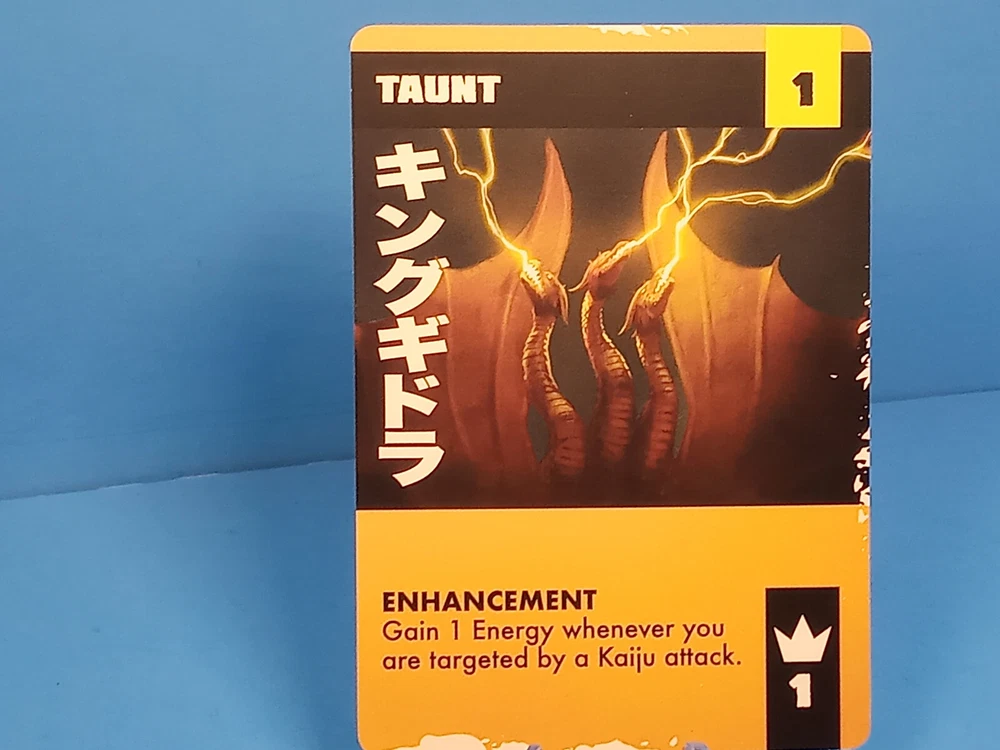 TAUNT
1
キングギドラ
ENHANCEMENT
Gain 1 Energy whenever you
are targeted by a Kaiju attack.
1